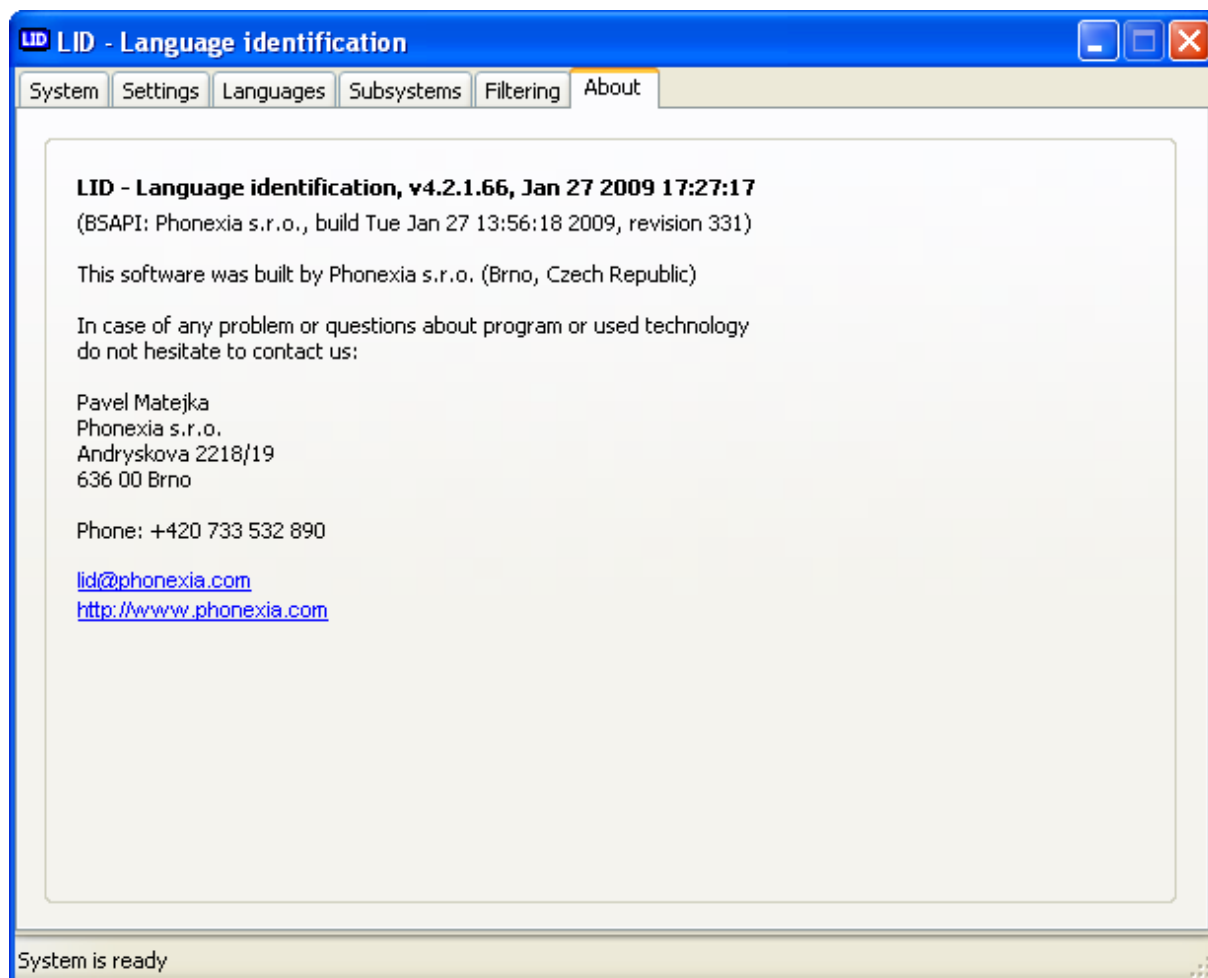 LID LID - Language identification
System Settings Languages Subsystems Filtering About
LID - Language identification, v4.2.1.66, Jan 27 2009 17:27:17
(BSAPI: Phonexia s.r.o., build Tue Jan 27 13:56:18 2009, revision 331)
This software was built by Phonexia s.r.o. (Brno, Czech Republic)
In case of any problem or questions about program or used technology
do not hesitate to contact us:
Pavel Matejka
Phonexia s.r.o.
Andryskova 2218/19
636 00 Brno
Phone: +420 733 532 890
lid@phonexia.com
http://www.phonexia.com
System is ready